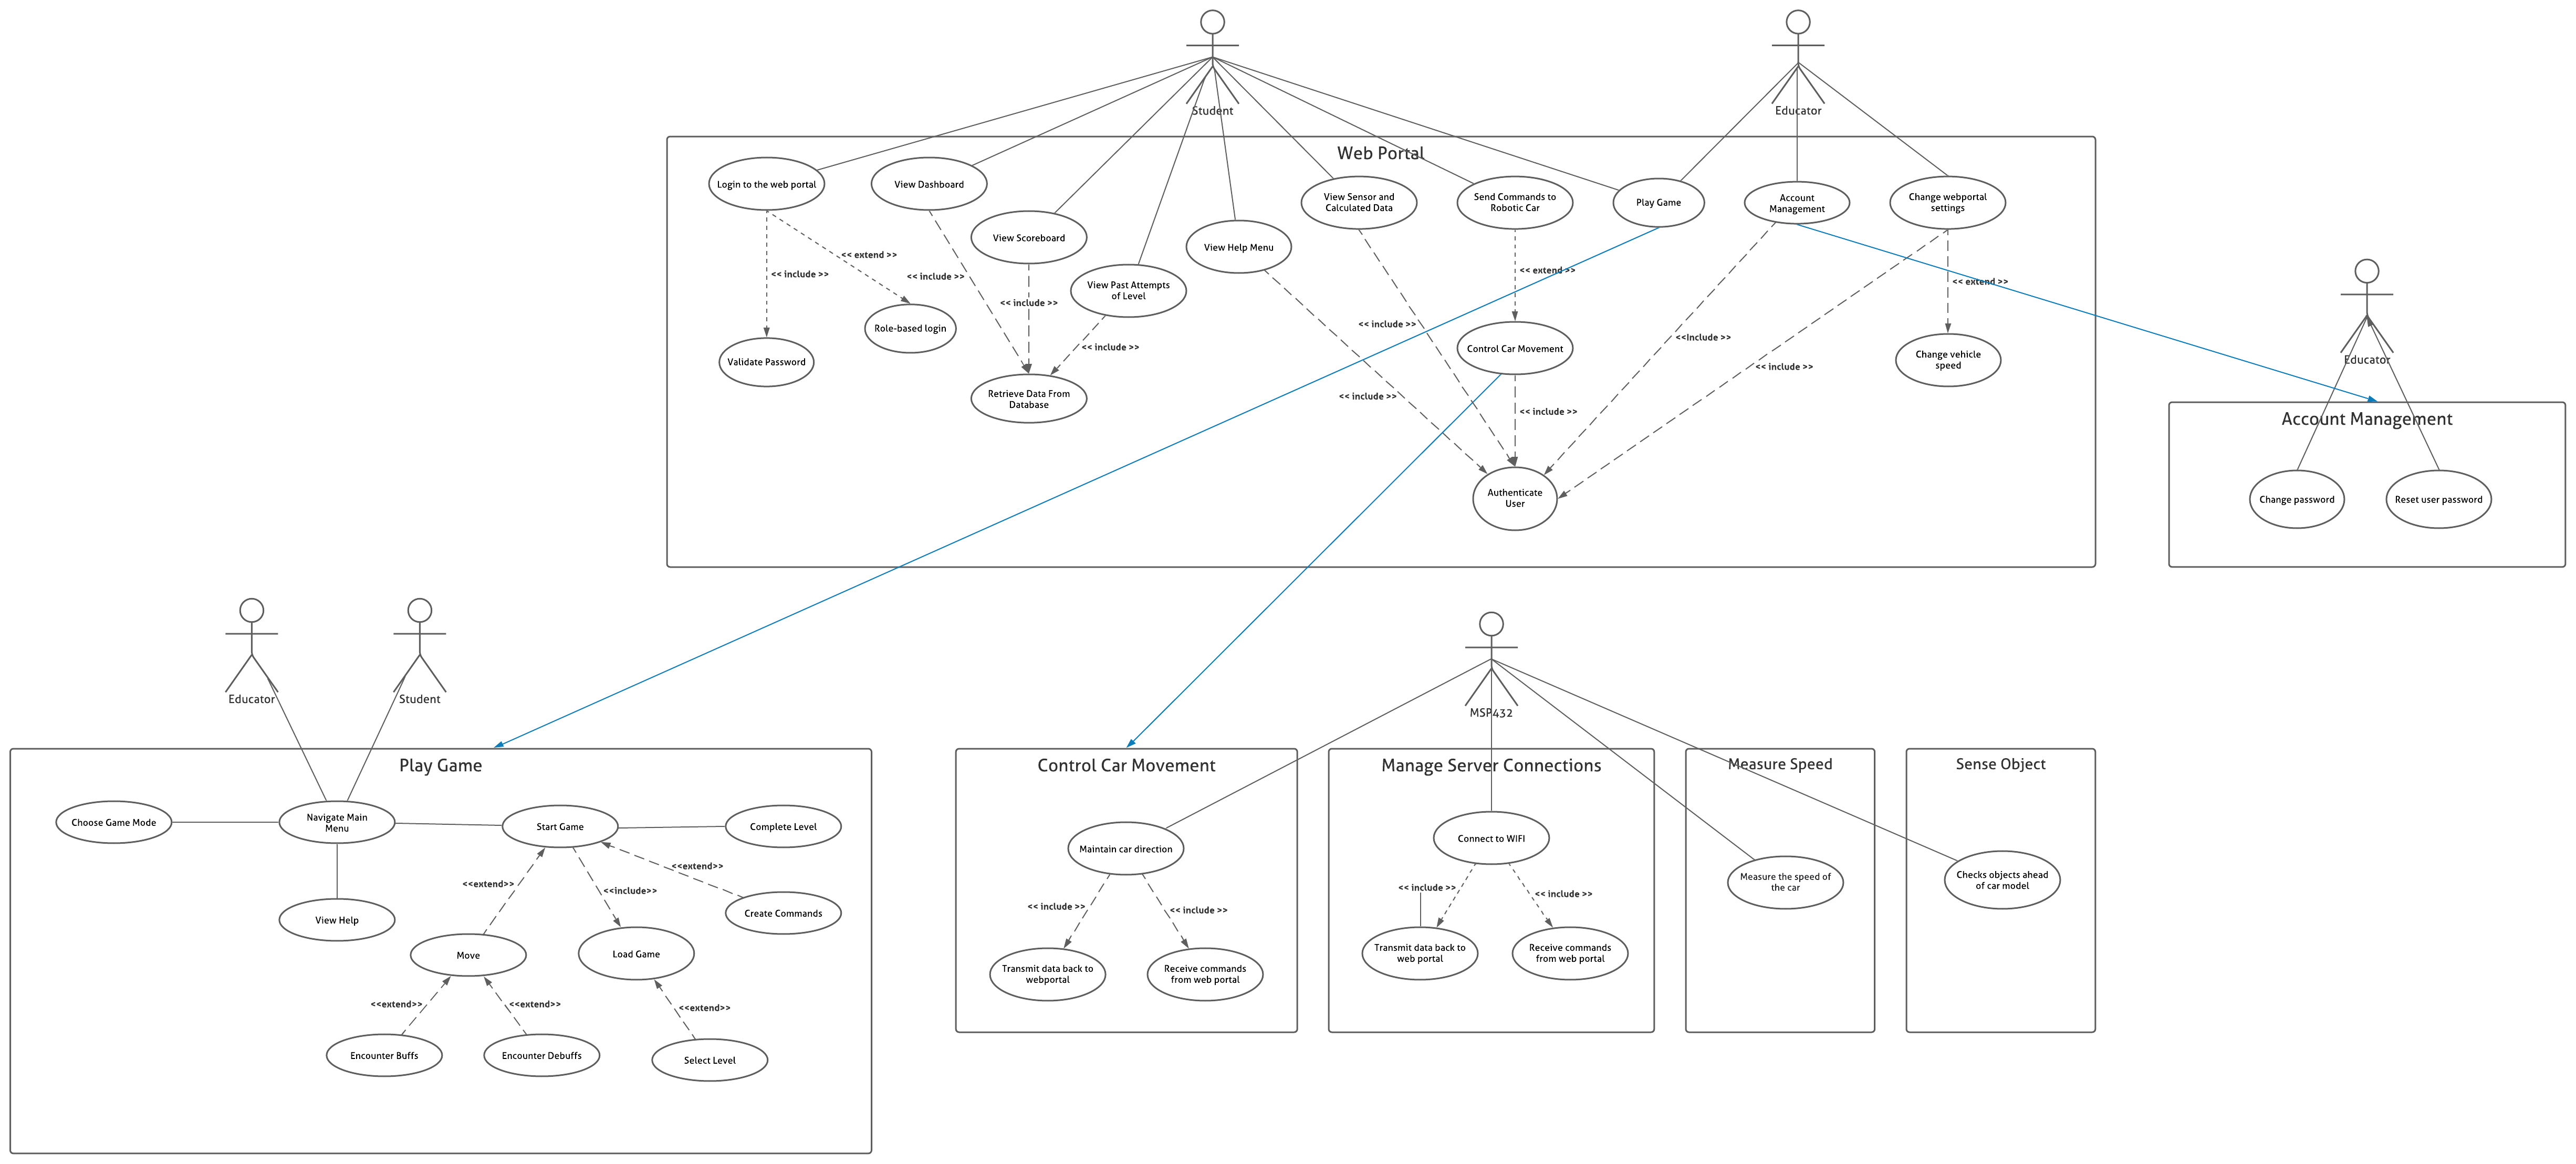 Student
Educator
Web Portal
Login to the web portal
View Dashboard
View Sensor and
Calculated Data
Send Commands to
Robotic Car
Play Game
Account
Management
Change webportal
settings
View Scoreboard
View Help Menu
<< extend >>
<< include >>
<< include >>
<< extend >>
<< extend >>
View Past Attempts
of Level
<< include >>
Role-based login
<< include >>
<<Include >>
Validate Password
<< include >>
Control Car Movement
Change vehicle
speed
<< include >>
Retrieve Data From
Database
<< include >>
<< include >>
Authenticate
User
Educator
Account Management
Change password
Reset user password
Educator
Student
MSP432
Play Game
Choose Game Mode
Navigate Main
Menu
Start Game
Complete Level
<<extend>>
<<extend>>
<<include>>
View Help
Create Commands
Move
Load Game
<<extend>>
<<extend>>
<<extend>>
Encounter Buffs
Encounter Debuffs
Select Level
Control Car Movement
Maintain car direction
<< include >>
<< include >>
Transmit data back to
webportal
Receive commands
from web portal
Manage Server Connections
Connect to WIFI
<< include >>
<< include >>
Transmit data back to
web portal
Receive commands
from web portal
Measure Speed
Measure the speed of
the car
Sense Object
Checks objects ahead
of car model